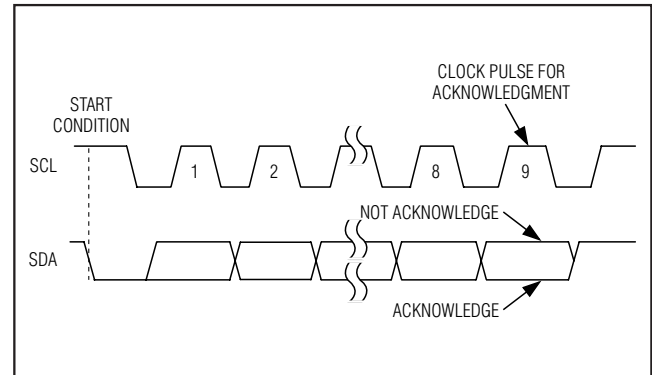 CLOCK PULSE FOR
ACKNOWLEDGMENT
START
CONDITION
SCL
1
2
8
9
NOT ACKNOWLEDGE
SDA
ACKNOWLEDGE